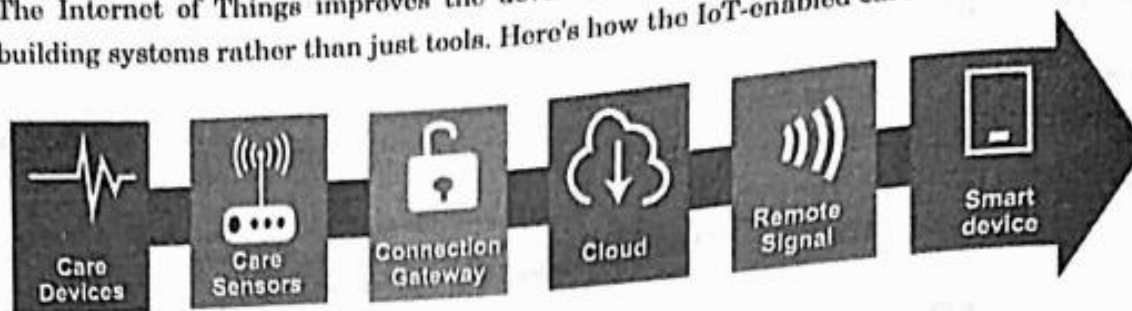 The Internet of Things improves the
building systems rather than just tools. Here's how the IoT-enabled
Care
Devices
Care
Sensors
Connection
Gateway
Cloud
Remote
Signal
Smart
device